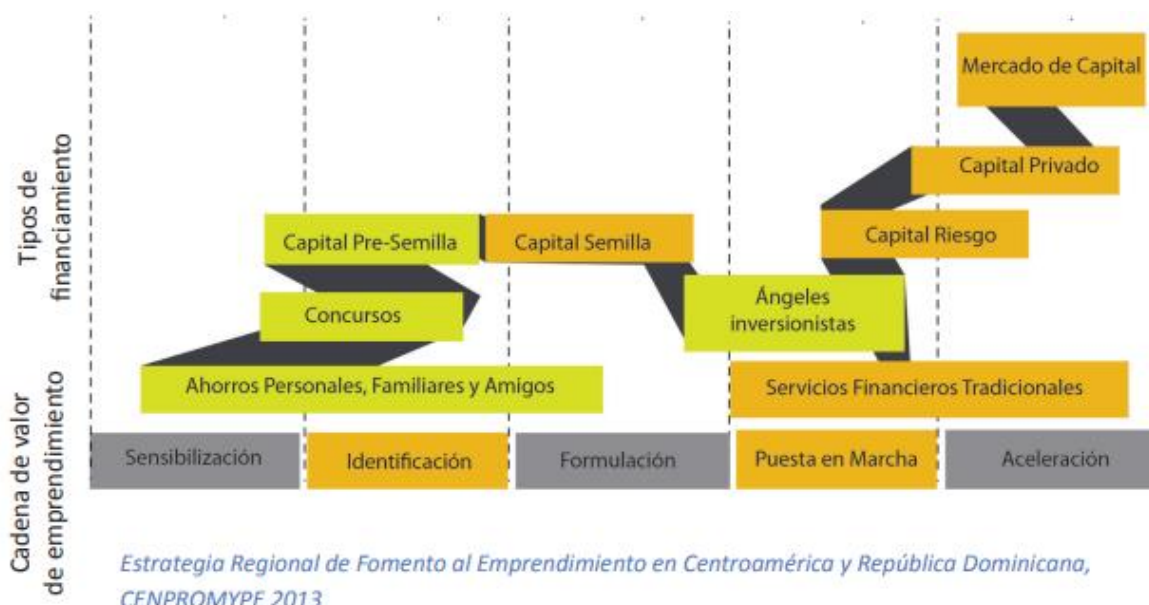 Tipos de
financiamiento
Mercado de Capital
Capital Privado
Capital Pre-Semilla
Capital Semilla
Capital Riesgo
Concursos
Ángeles
inversionistas
Ahorros Personales, Familiares y Amigos
Servicios Financieros Tradicionales
Cadena de valor
de emprendimiento
Sensibilización
Identificación
Formulación
Puesta en Marcha
Aceleración
Estrategia Regional de Fomento al Emprendimiento en Centroamérica y República Dominicana,
CENPROMYPE 2013